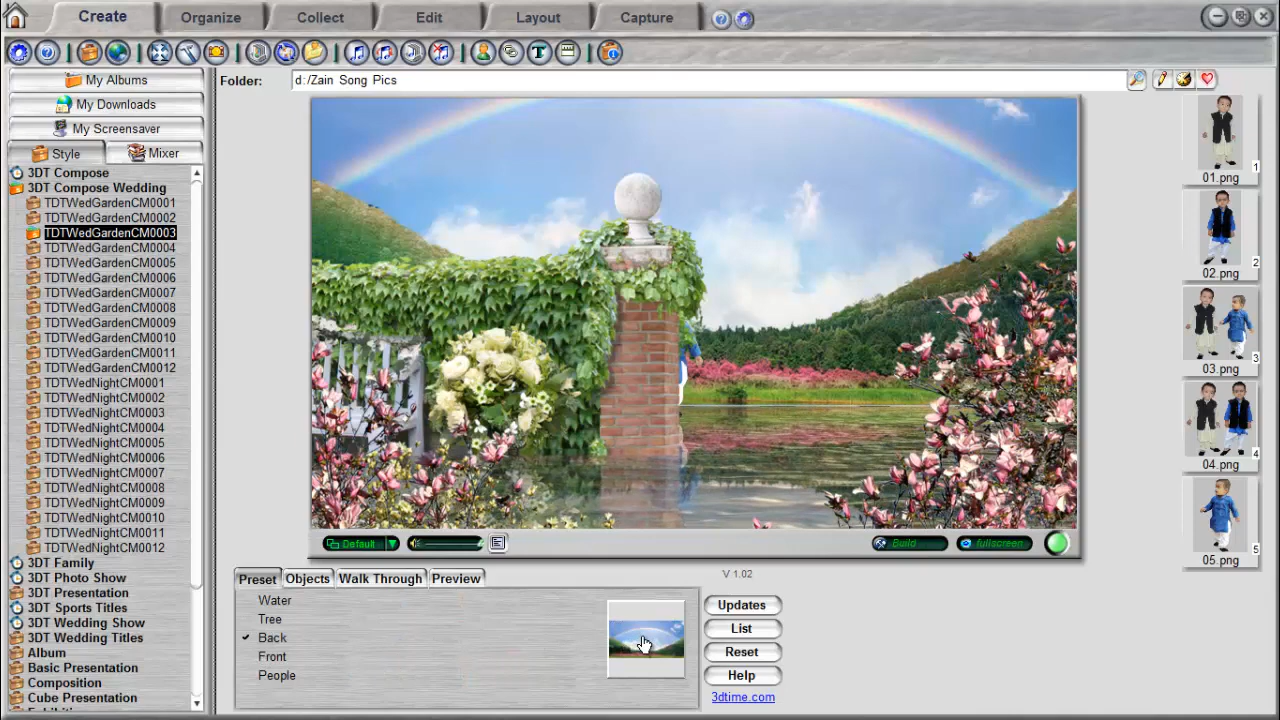 Create
Organize
Collect
Edit
Layout
Capture
My Albums
My Downloads
My Screensaver
Style
Mixer
3DT Compose
3DT Compose Wedding
TDTWedGardenCM0001
TDTWedGardenCM0002
TDTWedGardenCM0003
TDTWedGardenCM0004
TDTWedGardenCM0005
TDTWedGardenCM0006
TDTWedGardenCM0007
TDTWedGardenCM0008
TDTWedGardenCM0009
TDTWedGardenCM0010
TDTWedGardenCM0011
TDTWedGardenCM0012
TDTWedNightCM0001
TDTWedNightCM0002
TDTWedNightCM0003
TDTWedNightCM0004
TDTWedNightCM0005
TDTWedNightCM0006
TDTWedNightCM0007
TDTWedNightCM0008
TDTWedNightCM0009
TDTWedNightCM0010
TDTWedNightCM0011
TDTWedNightCM0012
3DT Family
3DT Photo Show
3DT Presentation
3DT Sports Titles
3DT Wedding Show
3DT Wedding Titles
Album
Basic Presentation
Composition
Cube Presentation
Folder:
d:/Zain Song Pics
Default
Build
fullscreen
V 1.02
Preset
Objects
Walk Through
Preview
Water
Tree
Back
Front
People
Updates
List
Reset
Help
3dtime.com
1
01.png
2
02.png
3
03.png
4
04.png
5
05.png